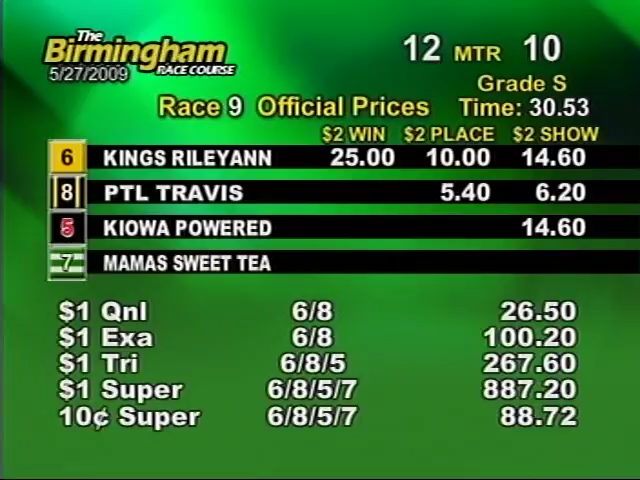 The
Birmingham
RACE COURSE
5/27/2009
12 MTR 10
Grade S
Race 9 Official Prices Time: 30.53
$2 WIN $2 PLACE $2 SHOW
6 KINGS RILEYANN 25.00 10.00 14.60
8 PTL TRAVIS 5.40 6.20
5 KIOWA POWERED 14.60
7 MAMAS SWEET TEA
$1 Qnl 6/8 26.50
$1 Exa 6/8 100.20
$1 Tri 6/8/5 267.60
$1 Super 6/8/5/7 887.20
10¢ Super 6/8/5/7 88.72